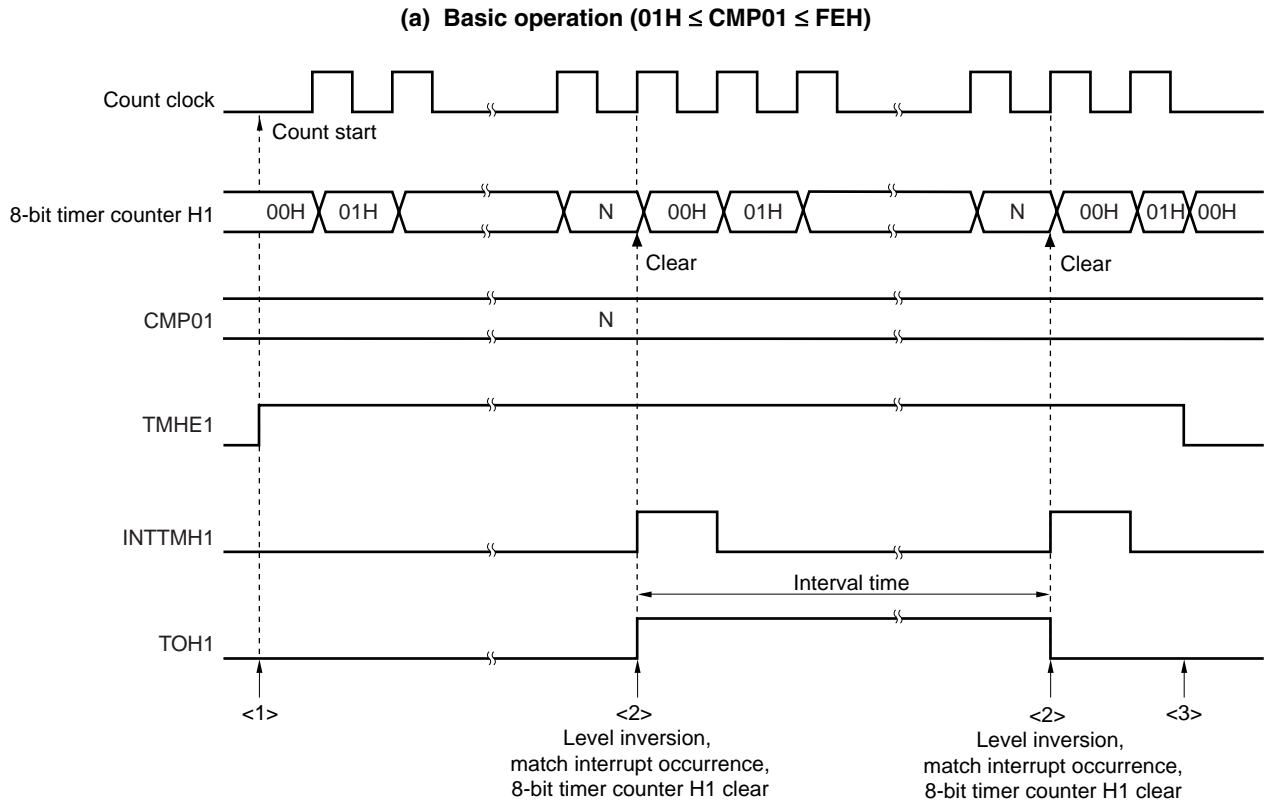 (a) Basic operation (01H ≤ CMP01 ≤ FEH)
Count clock
Count start
8-bit timer counter H1
00H 01H N 00H 01H N 00H 01H 00H
Clear Clear
CMP01
N
TMHE1
INTTMH1
Interval time
TOH1
<1> <2> <2> <3>
Level inversion, Level inversion,
match interrupt occurrence, match interrupt occurrence,
8-bit timer counter H1 clear 8-bit timer counter H1 clear